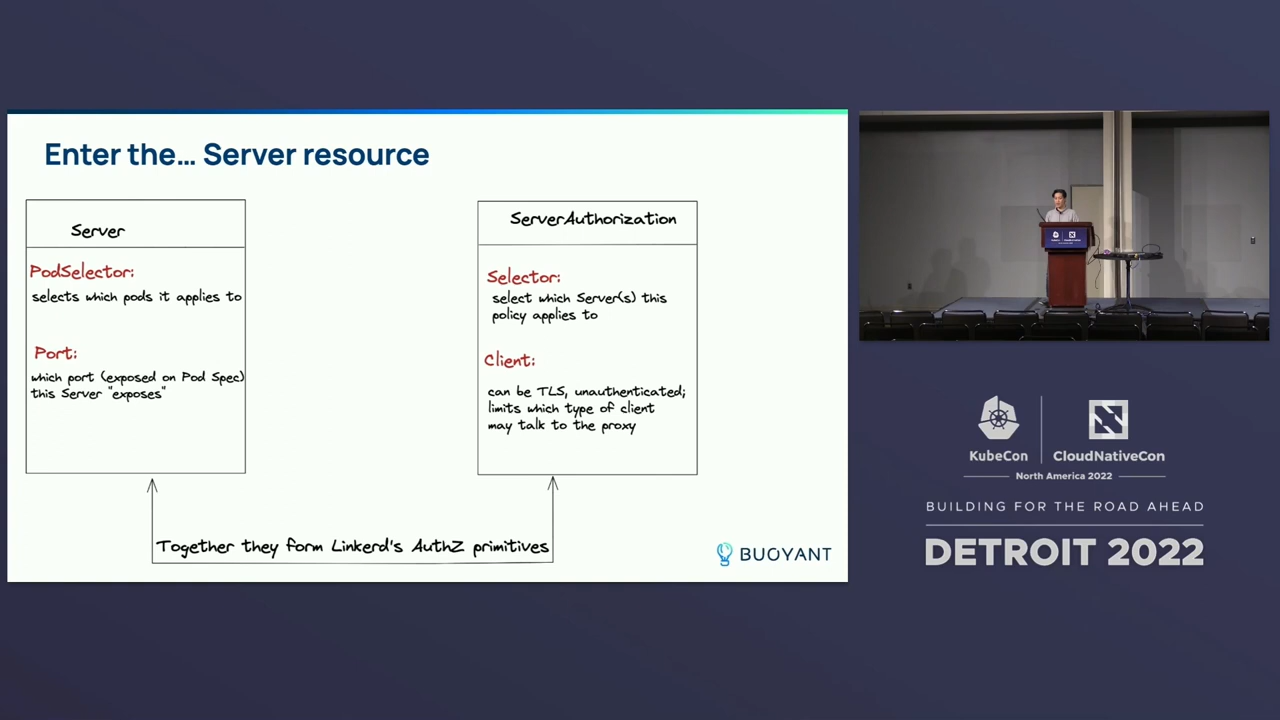 Enter the... Server resource
Server
PodSelector:
selects which pods it applies to
Port:
which port (exposed on Pod Spec)
this Server "exposes"
ServerAuthorization
Selector:
select which Server(s) this
policy applies to
Client:
can be TLS, unauthenticated;
limits which type of client
may talk to the proxy
Together they form Linkerd's AuthZ primitives
BUOYANT
KubeCon
CloudNativeCon
North America 2022
BUILDING FOR THE ROAD AHEAD
DETROIT 2022